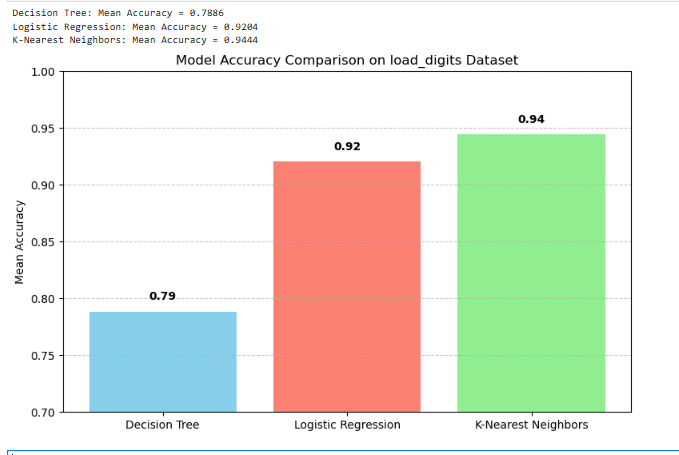 Decision Tree: Mean Accuracy = 0.7886
Logistic Regression: Mean Accuracy = 0.9204
K-Nearest Neighbors: Mean Accuracy = 0.9444
Model Accuracy Comparison on load_digits Dataset
1.00
0.95
0.90
0.85
0.80
0.75
0.70
Mean Accuracy
0.79
0.92
0.94
Decision Tree
Logistic Regression
K-Nearest Neighbors